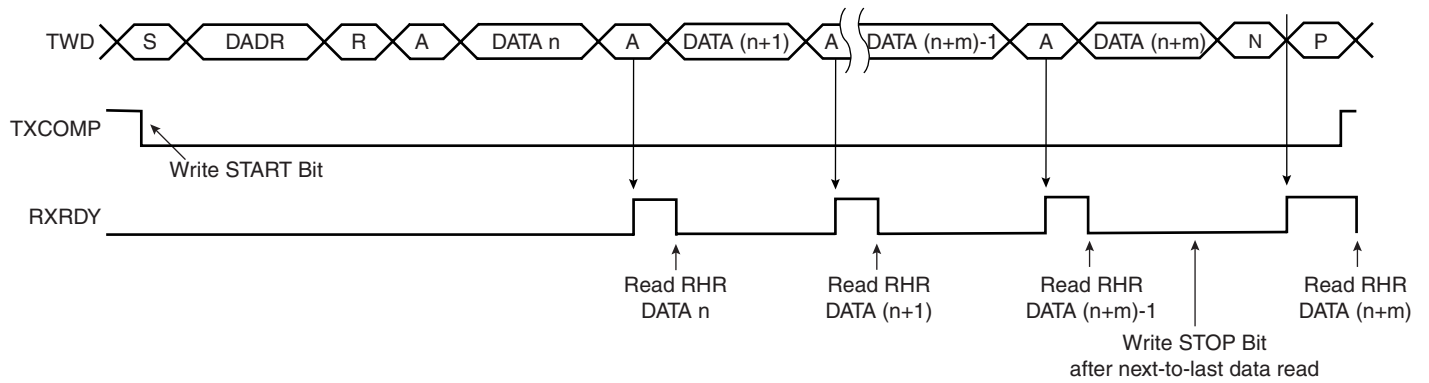 TWD S DADR R A DATA n A DATA (n+1) A DATA (n+m)-1 A DATA (n+m) N P
TXCOMP
Write START Bit
RXRDY
Read RHR Read RHR Read RHR Read RHR
DATA n DATA (n+1) DATA (n+m)-1 DATA (n+m)
Write STOP Bit
after next-to-last data read